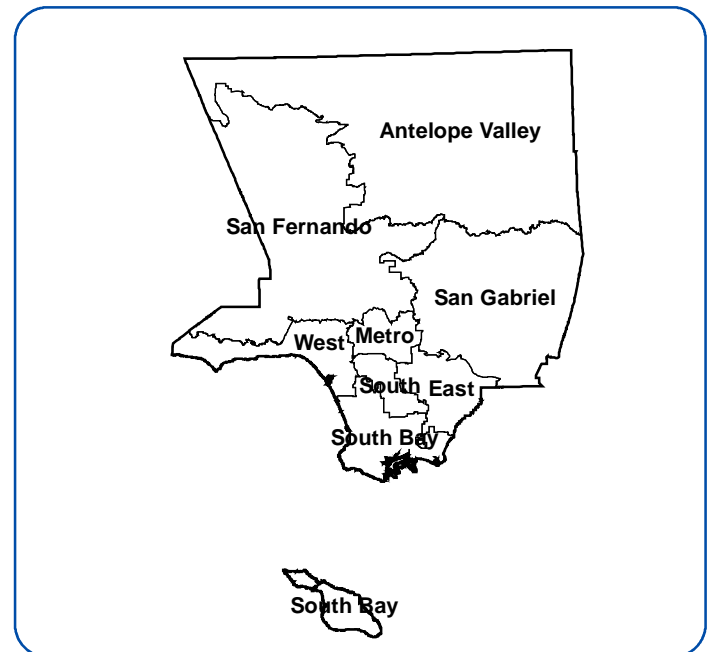 Antelope Valley
San Fernando
San Gabriel
West
Metro
South
East
South Bay
South Bay